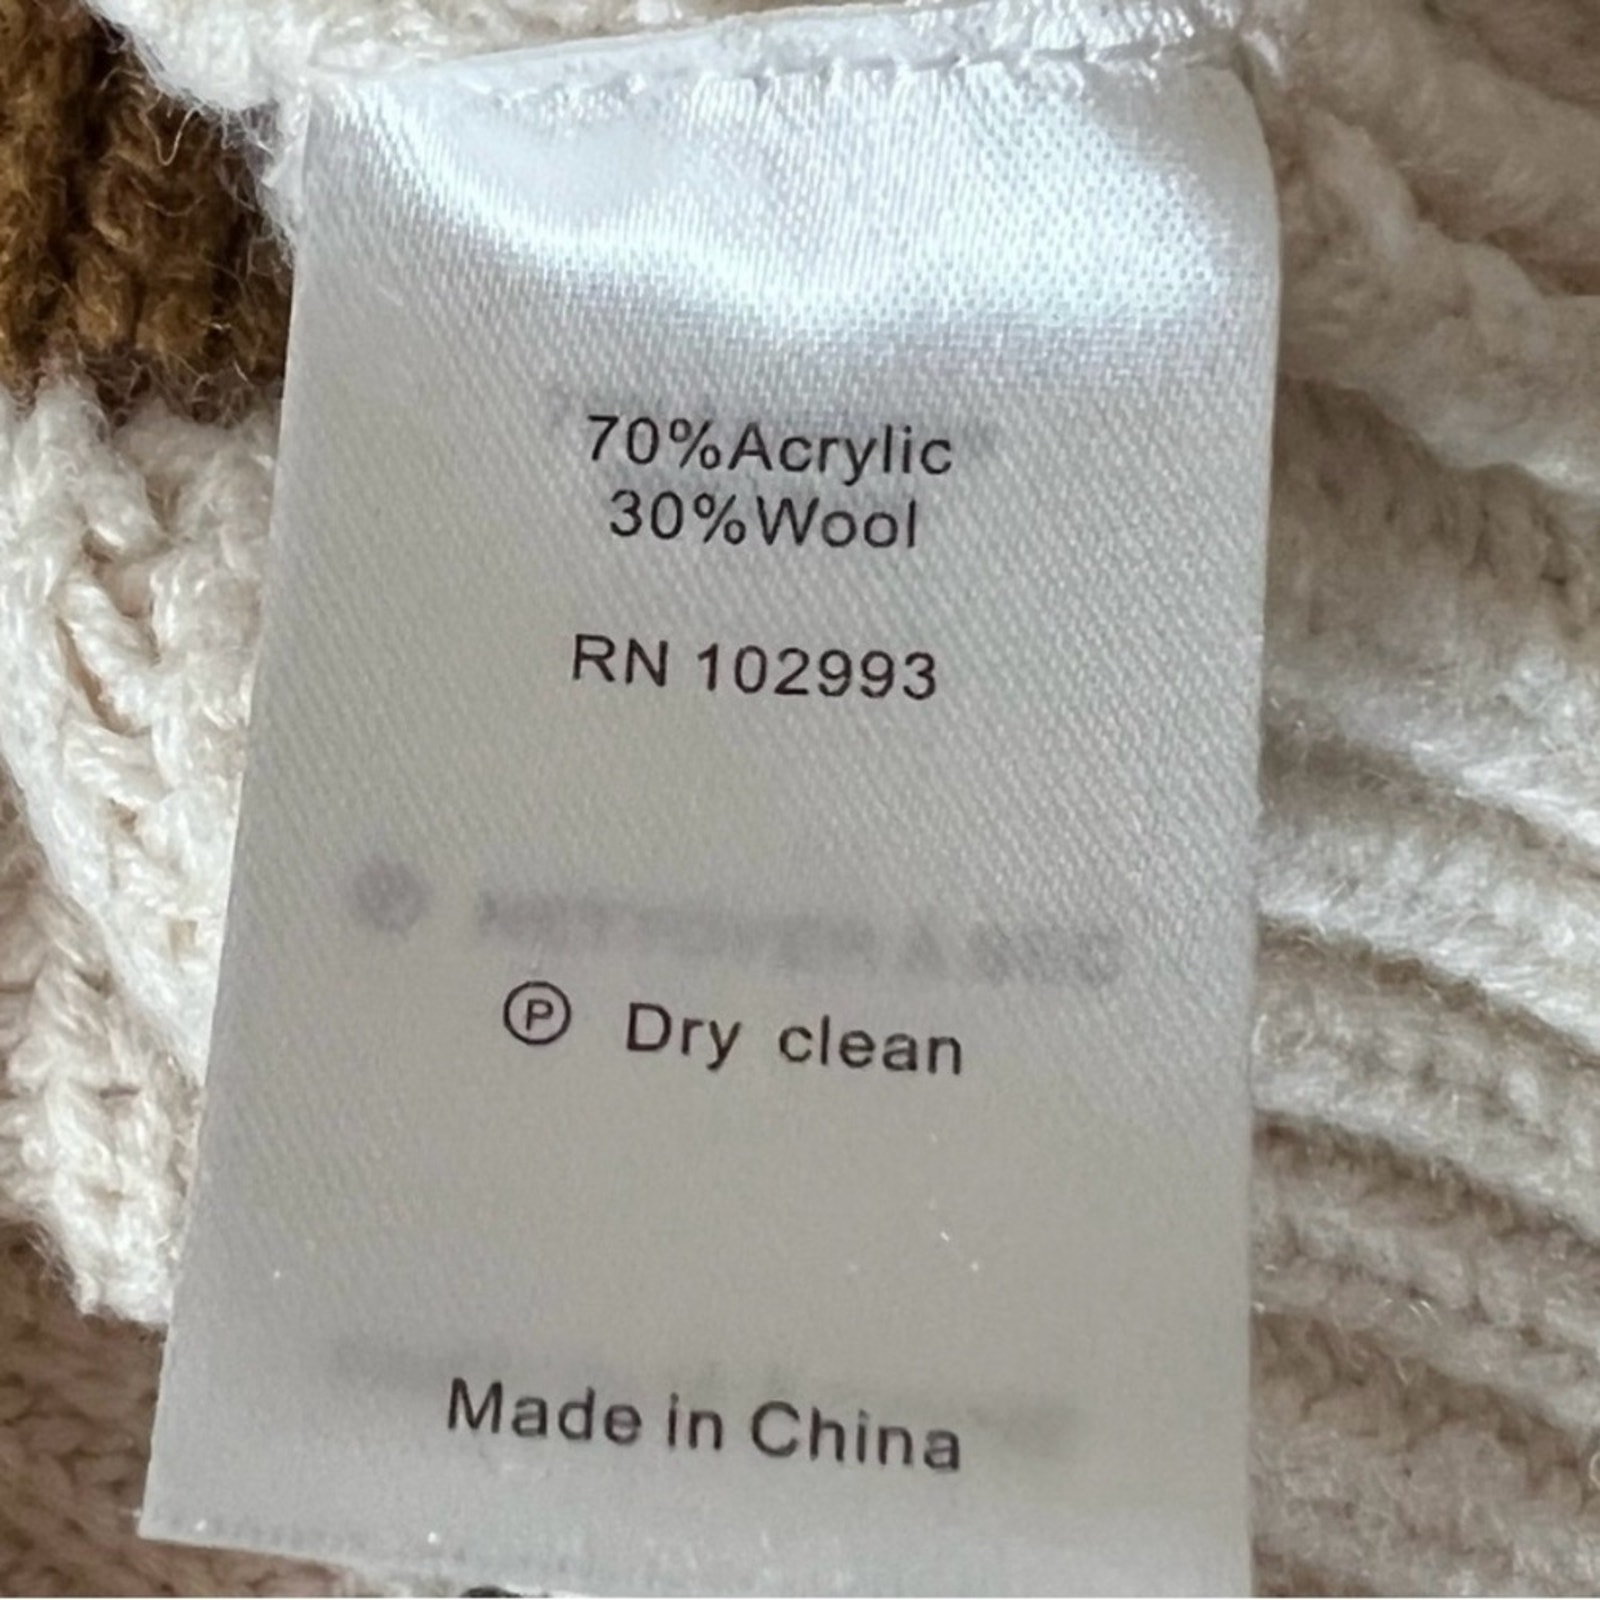 70%Acrylic
30%Wool
RN 102993
Ⓟ Dry clean
Made in China